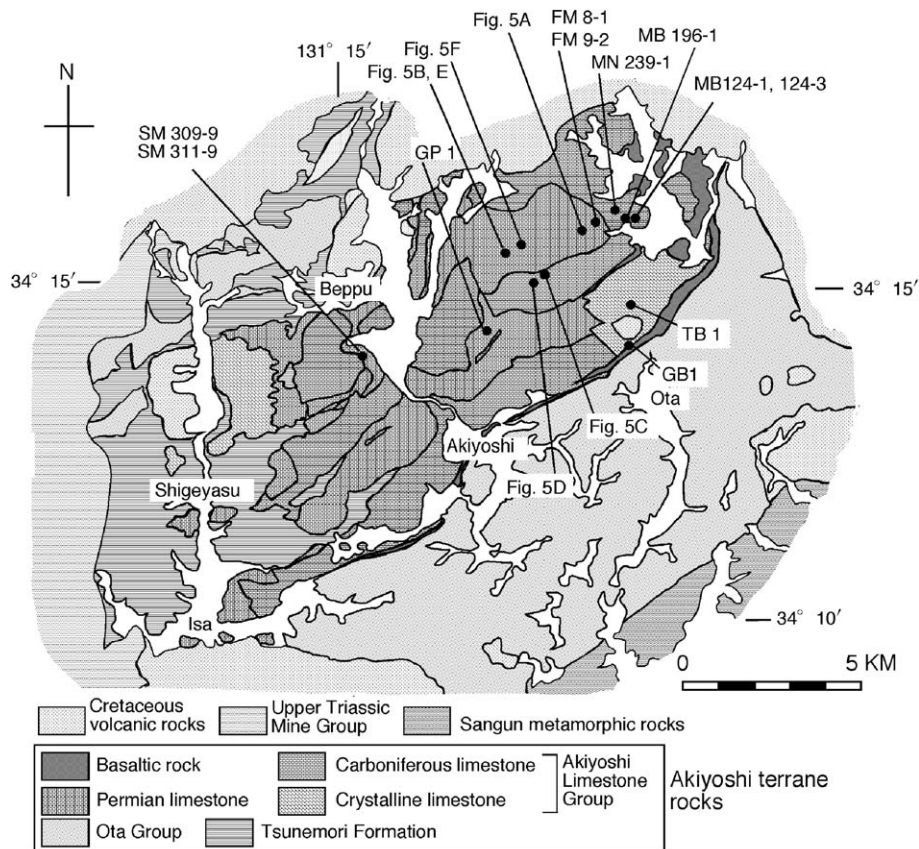 Fig. 5A
FM 8-1
FM 9-2
MB 196-1
131° 15′
Fig. 5F
Fig. 5B, E
MN 239-1
MB124-1, 124-3
N
SM 309-9
SM 311-9
GP 1
34° 15′
Beppu
34° 15′
TB 1
GB1
Ota
Akiyoshi
Fig. 5C
Shigeyasu
Fig. 5D
Isa
34° 10′
0 5 KM
Cretaceous
volcanic rocks
Upper Triassic
Mine Group
Sangun metamorphic rocks
Basaltic rock
Carboniferous limestone
Akiyoshi
Limestone
Group
Permian limestone
Crystalline limestone
Ota Group
Tsunemori Formation
Akiyoshi terrane
rocks